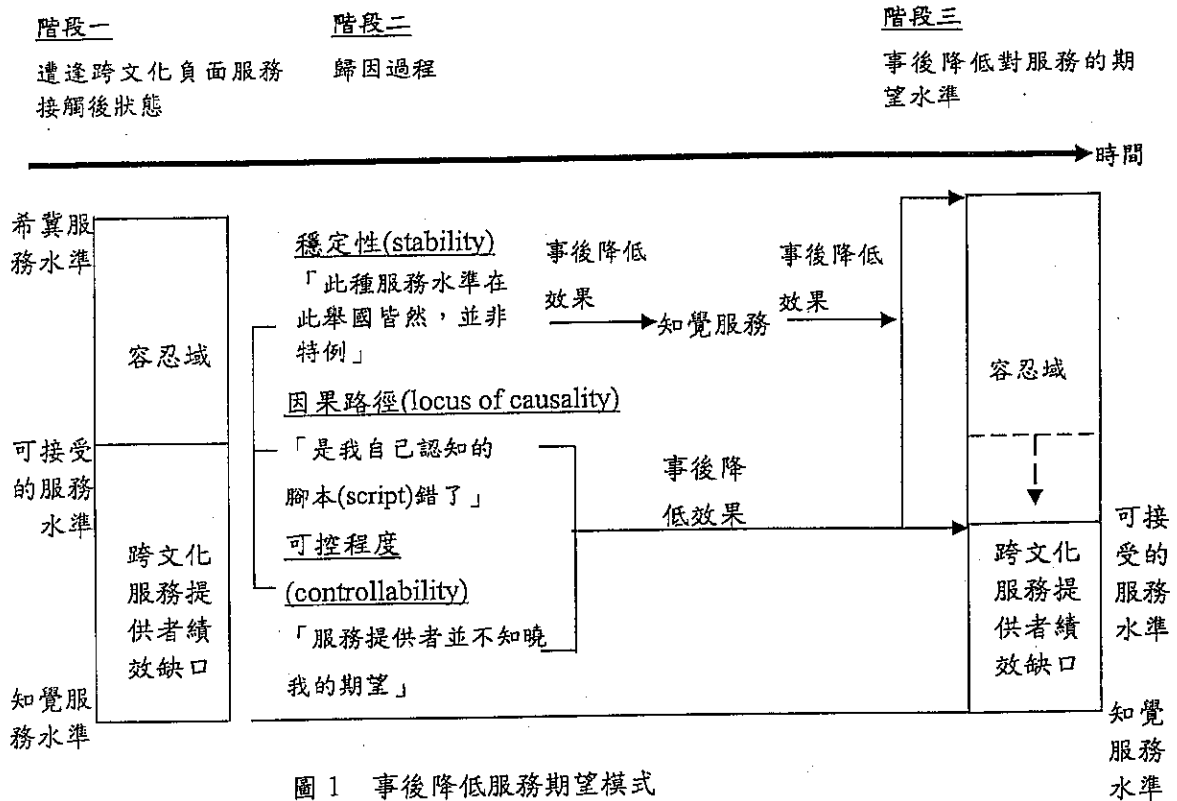 階段一
遭逢跨文化負面服務
接觸後狀態
階段二
歸因過程
階段三
事後降低對服務的期
望水準
時間
希冀服
務水準
容忍域
可接受
的服務
水準
跨文化
服務提
供者績
效缺口
知覺服
務水準
穩定性(stability)
「此種服務水準在
此舉國皆然，並非
特例」
事後降低
效果
知覺服務
事後降低
效果
因果路徑(locus of causality)
「是我自己認知的
腳本(script)錯了」
可控程度
(controllability)
「服務提供者並不知曉
我的期望」
事後降
低效果
容忍域
跨文化
服務提
供者績
效缺口
可接
受的
服務
水準
知覺
服務
水準
圖 1 事後降低服務期望模式